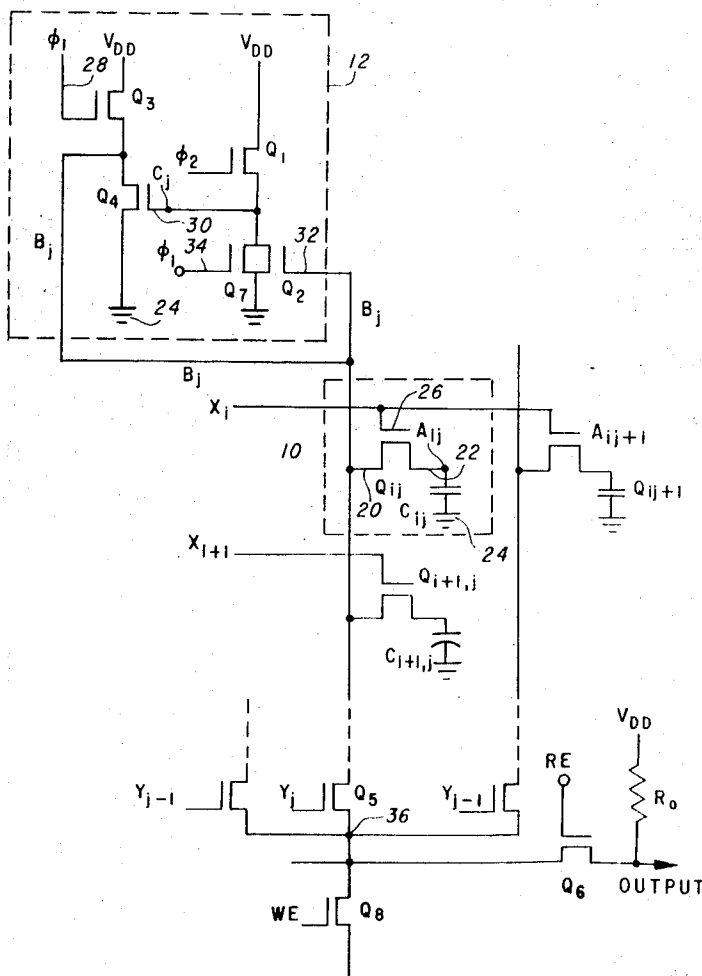 ϕ1
VDD
VDD
12
28
Q3
Q1
ϕ2
Cj
Q4
30
Bj
ϕ1
34
32
Q7
Q2
24
Bj
Bj
Xi
26
Aij
Aij+1
10
22
Qij
20
Cij
Qij+1
24
Xi+1
Qi+1,j
Ci+1,j
VDD
RE
Yj-1
Yj
Q5
Yj-1
R0
36
Q6
OUTPUT
WE
Q8